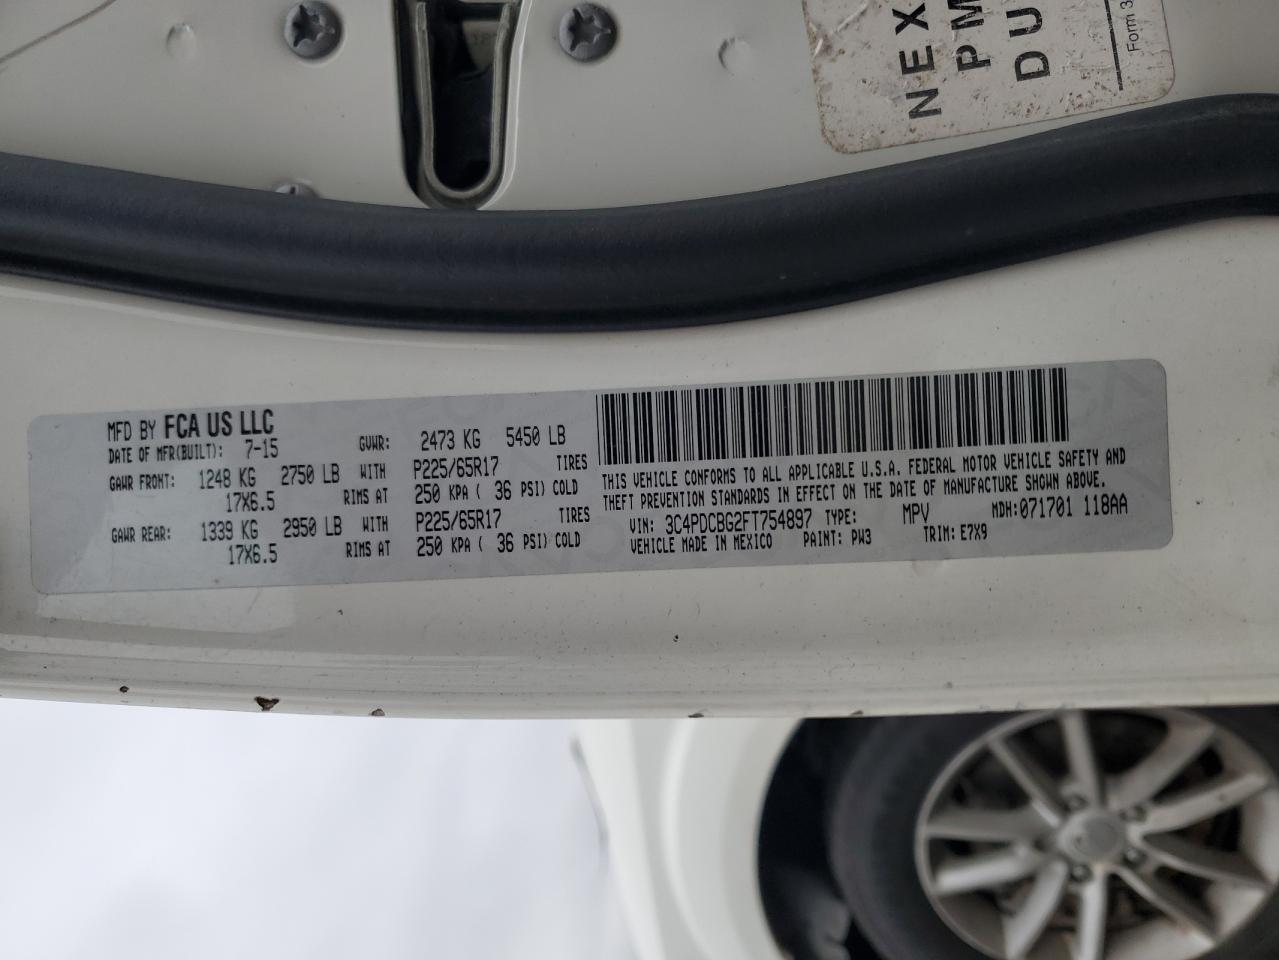 NEX
PM
DU
Form 3
MFD BY FCA US LLC
DATE OF MFR(BUILT): 7-15 GVWR: 2473 KG 5450 LB
GAWR FRONT: 1248 KG 2750 LB WITH P225/65R17 TIRES
17X6.5 RIMS AT 250 KPA ( 36 PSI) COLD
GAWR REAR: 1339 KG 2950 LB WITH P225/65R17 TIRES
17X6.5 RIMS AT 250 KPA ( 36 PSI) COLD
THIS VEHICLE CONFORMS TO ALL APPLICABLE U.S.A. FEDERAL MOTOR VEHICLE SAFETY AND
THEFT PREVENTION STANDARDS IN EFFECT ON THE DATE OF MANUFACTURE SHOWN ABOVE.
VIN: 3C4PDCBG2FT754897 TYPE: MPV MDH: 071701 118AA
VEHICLE MADE IN MEXICO PAINT: PW3 TRIM: E7X9